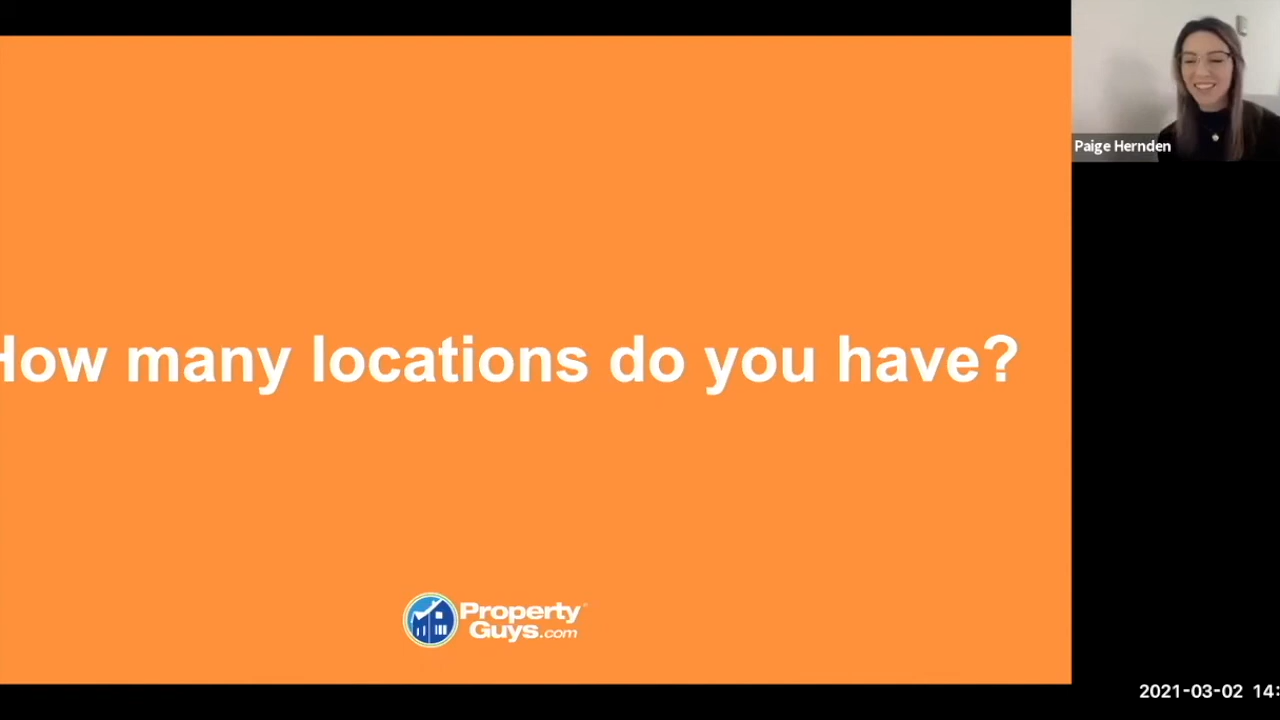 How many locations do you have?
Paige Hernden
Property
Guys.com
2021-03-02 14: